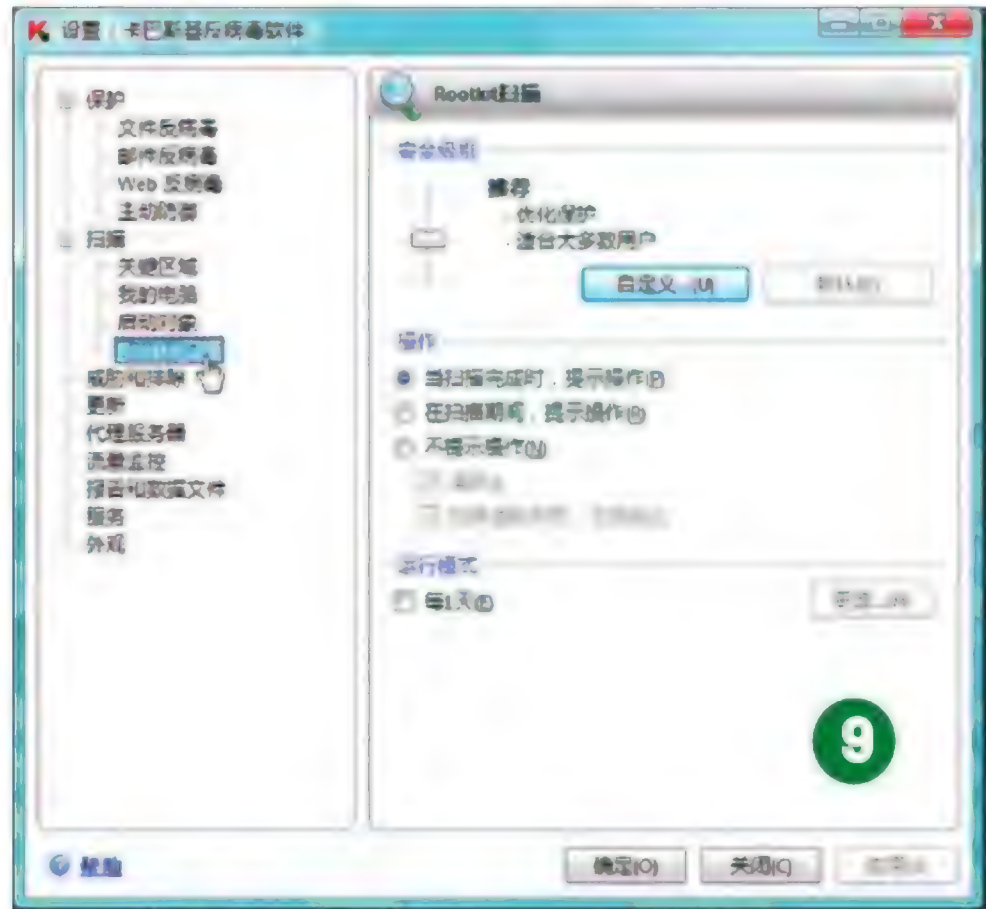 设置：卡巴斯基反病毒软件
保护
文件反病毒
邮件反病毒
Web 反病毒
主动防御
扫描
关键区域
我的电脑
启动对象
威胁和排除
更新
代理服务器
流量监控
报告和数据文件
服务
外观
Rootkit扫描
安全级别
推荐
优化保护
适合大多数用户
自定义...(U)
操作
当扫描完成时，提示操作(P)
在扫描期间，提示操作(R)
不提示操作(N)
运行模式
每1天(E)
9
帮助
确定(O)
关闭(C)